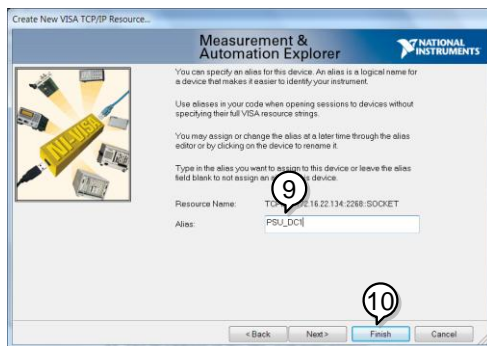 Create New VISA TCP/IP Resource...
Measurement &
Automation Explorer
NATIONAL
INSTRUMENTS
NI-VISA
You can specify an alias for this device. An alias is a logical name for
a device that makes it easier to identify your instrument.
Use aliases in your code when opening sessions to devices without
specifying their full VISA resource strings.
You may assign or change the alias at a later time through the alias
editor or by clicking on the device to rename it.
Type in the alias you want to assign to this device or leave the alias
field blank to not assign an device.
9
Resource Name: 2.16.22.134::2268::SOCKET
Alias: PSU_DC1
10
< Back Next > Finish Cancel